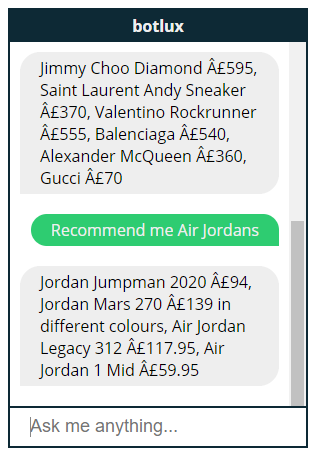 botlux
Jimmy Choo Diamond Â£595,
Saint Laurent Andy Sneaker
Â£370, Valentino Rockrunner
Â£555, Balenciaga Â£540,
Alexander McQueen Â£360,
Gucci Â£70
Recommend me Air Jordans
Jordan Jumpman 2020 Â£94,
Jordan Mars 270 Â£139 in
different colours, Air Jordan
Legacy 312 Â£117.95, Air
Jordan 1 Mid Â£59.95
Ask me anything...